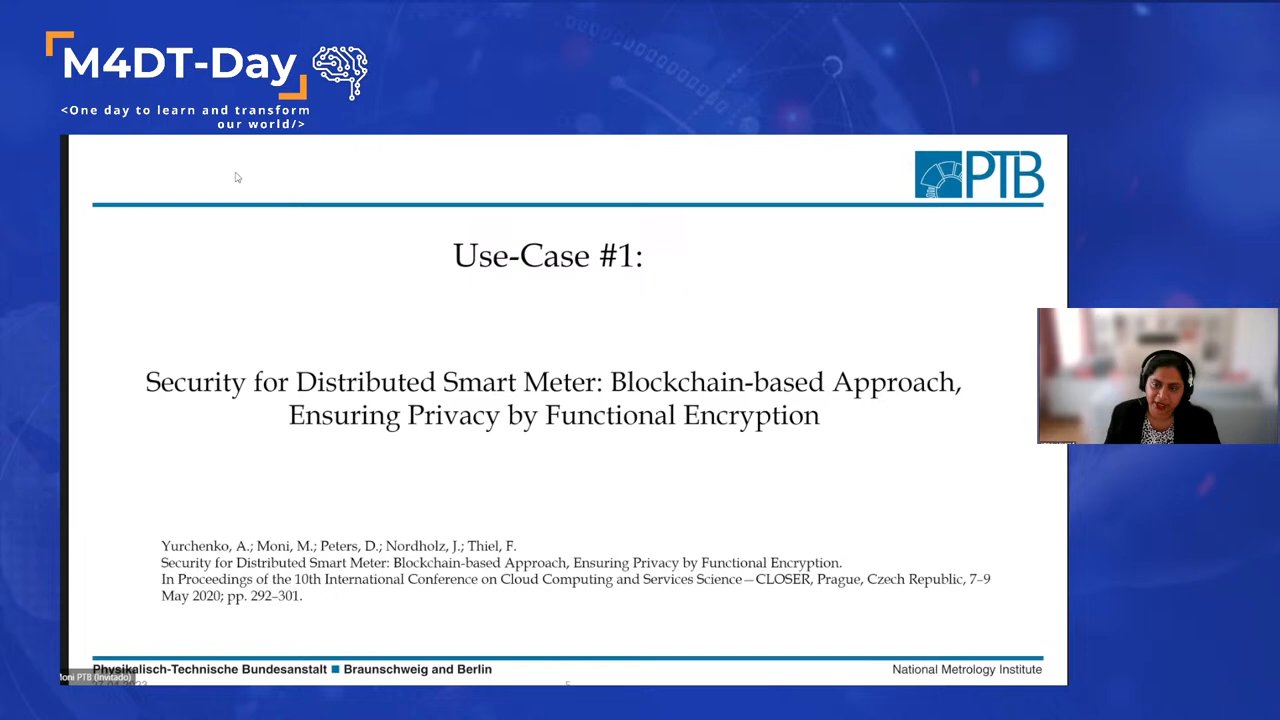 M4DT-Day
<One day to learn and transform
our world/>
PTB
Use-Case #1:
Security for Distributed Smart Meter: Blockchain-based Approach,
Ensuring Privacy by Functional Encryption
Yurchenko, A.; Moni, M.; Peters, D.; Nordholz, J.; Thiel, F.
Security for Distributed Smart Meter: Blockchain-based Approach, Ensuring Privacy by Functional Encryption.
In Proceedings of the 10th International Conference on Cloud Computing and Services Science—CLOSER, Prague, Czech Republic, 7–9
May 2020; pp. 292–301.
Physikalisch-Technische Bundesanstalt ■ Braunschweig and Berlin
National Metrology Institute
Moni PTB (Invitado)